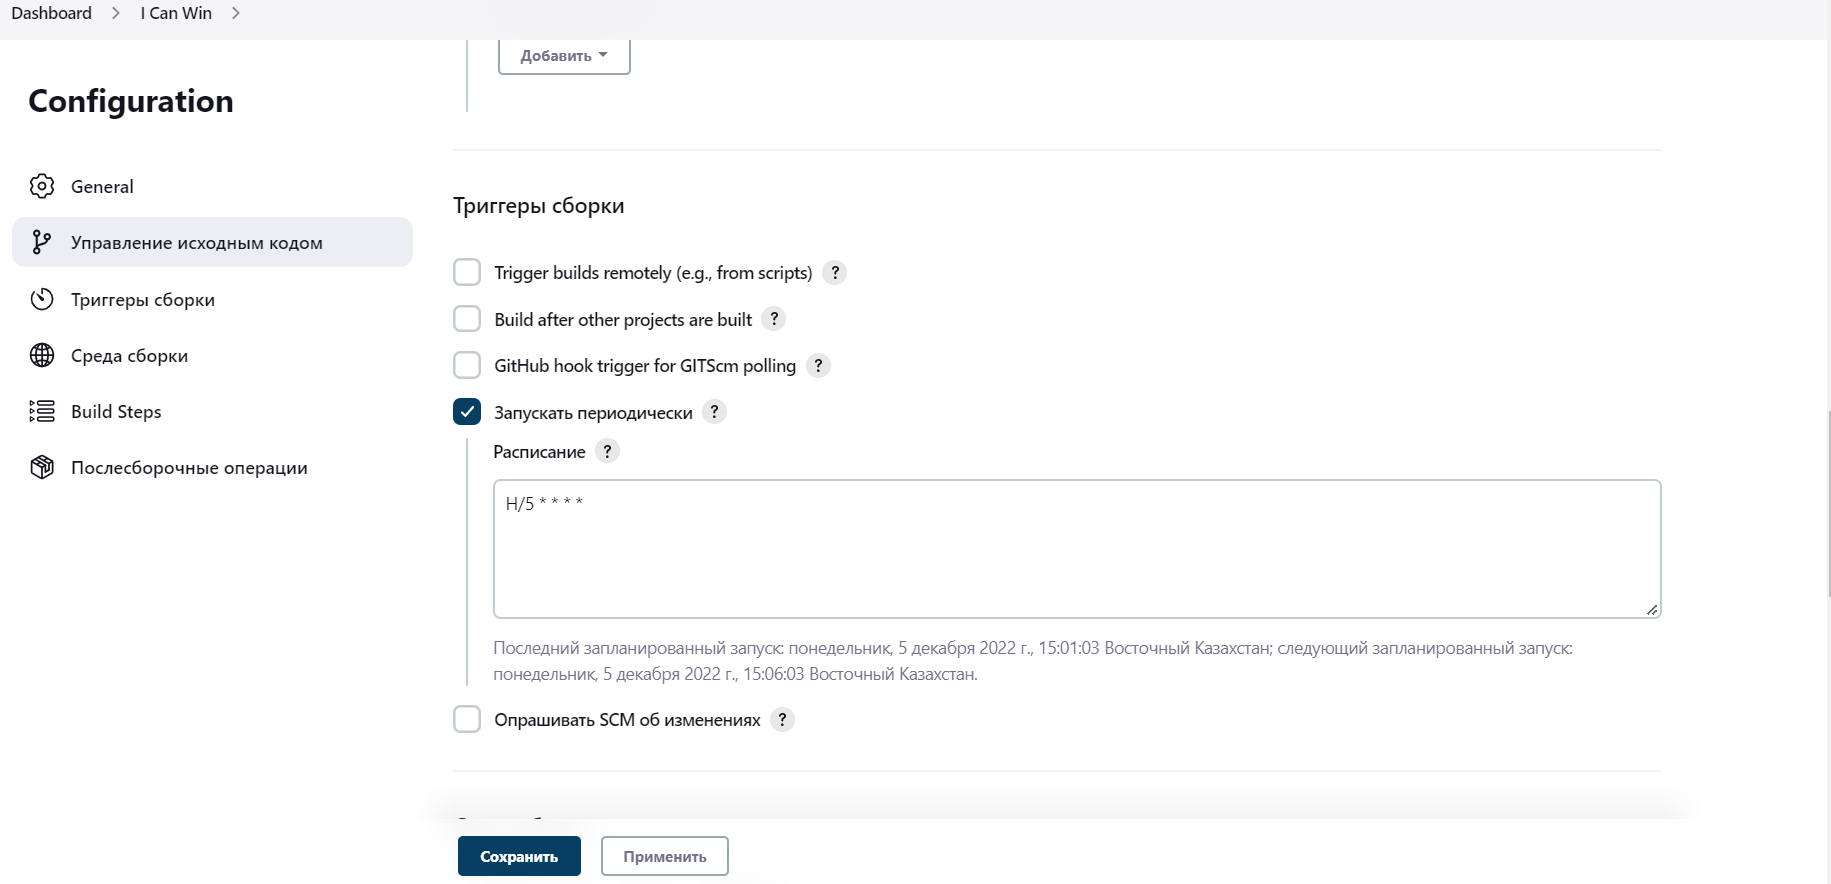 Dashboard > I Can Win >
Добавить
Configuration
General
Управление исходным кодом
Триггеры сборки
Среда сборки
Build Steps
Послесборочные операции
Триггеры сборки
Trigger builds remotely (e.g., from scripts) ?
Build after other projects are built ?
GitHub hook trigger for GITScm polling ?
Запускать периодически ?
Расписание ?
H/5 * * * *
Последний запланированный запуск: понедельник, 5 декабря 2022 г., 15:01:03 Восточный Казахстан; следующий запланированный запуск:
понедельник, 5 декабря 2022 г., 15:06:03 Восточный Казахстан.
Опрашивать SCM об изменениях ?
Сохранить
Применить